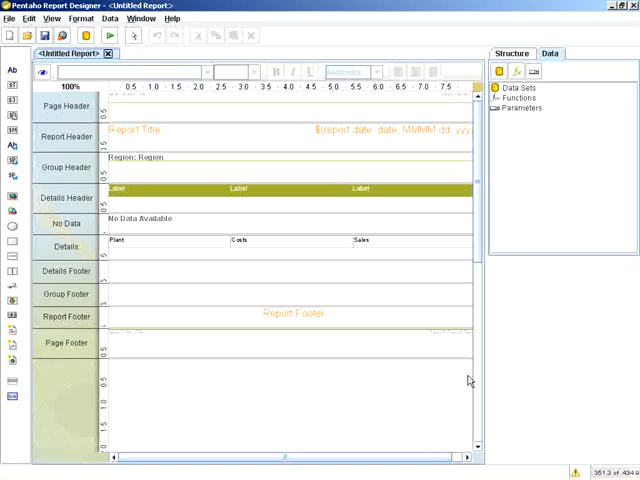 Pentaho Report Designer - <Untitled Report>
File Edit View Format Data Window Help
<Untitled Report>
Structure Data
100%
0.5 1.0 1.5 2.0 2.5 3.0 3.5 4.0 4.5 5.0 5.5 6.0 6.5 7.0 7.5
Data Sets
Functions
Parameters
Page Header
Report Header
Report Title $(report date, date, MMMM dd, yyy
Group Header
Region: Region
Details Header
Label Label Label
No Data
No Data Available
Details
Plant Costs Sales
Details Footer
Group Footer
Report Footer
Report Footer
Page Footer
351.3 of 434.9